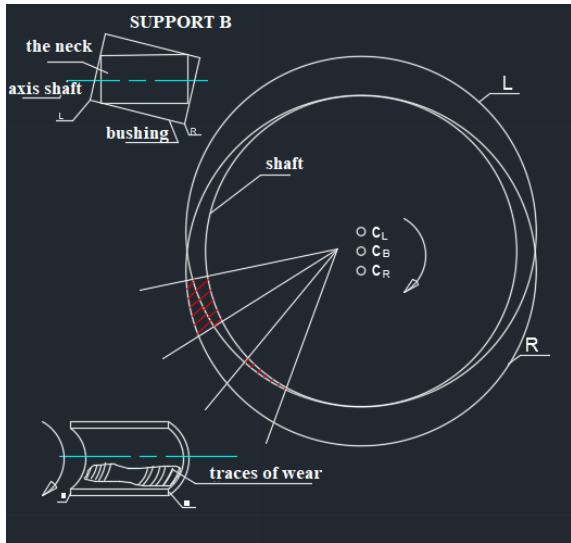 SUPPORT B
the neck
axis shaft
L
R
bushing
L
shaft
CL
CB
CR
R
traces of wear